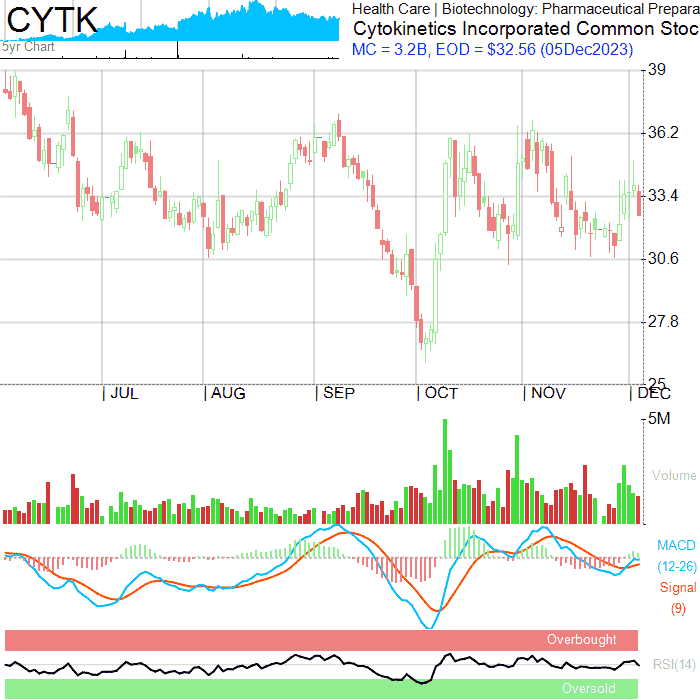 CYTK
5yr Chart
Health Care | Biotechnology: Pharmaceutical Prepara
Cytokinetics Incorporated Common Stoc
MC = 3.2B, EOD = $32.56 (05Dec2023)
39
36.2
33.4
30.6
27.8
25
| JUL | AUG | SEP | OCT | NOV | DEC
5M
Volume
MACD
(12-26)
Signal
(9)
Overbought
RSI(14)
Oversold